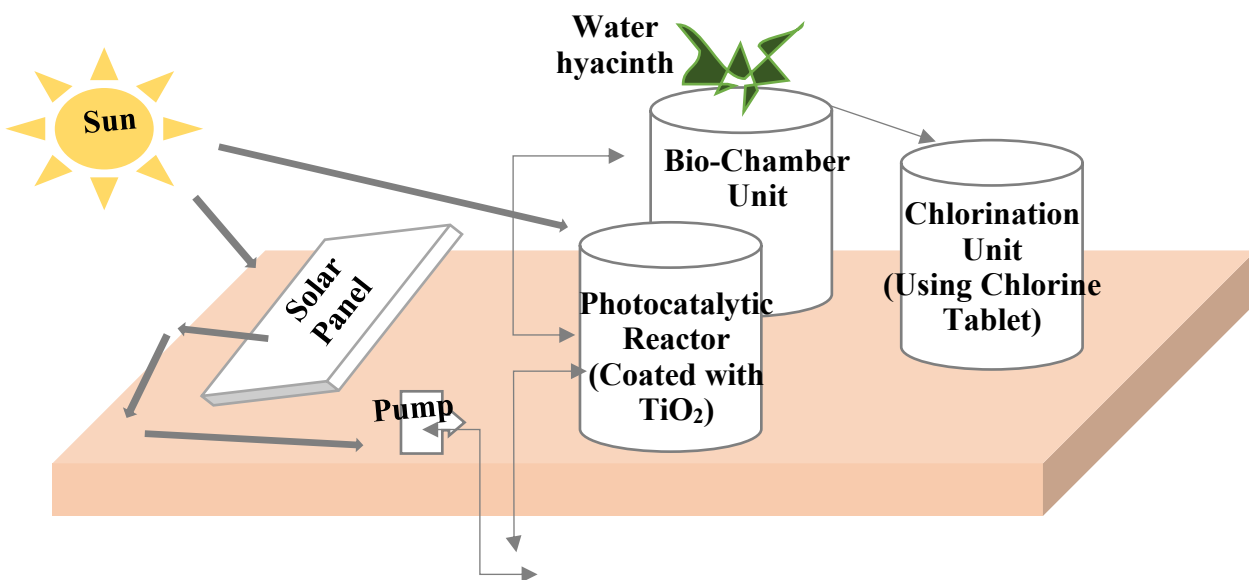 Water
hyacinth
Sun
Bio-Chamber
Unit
Chlorination
Unit
(Using Chlorine
Tablet)
Solar
Panel
Photocatalytic
Reactor
(Coated with
TiO₂)
Pump